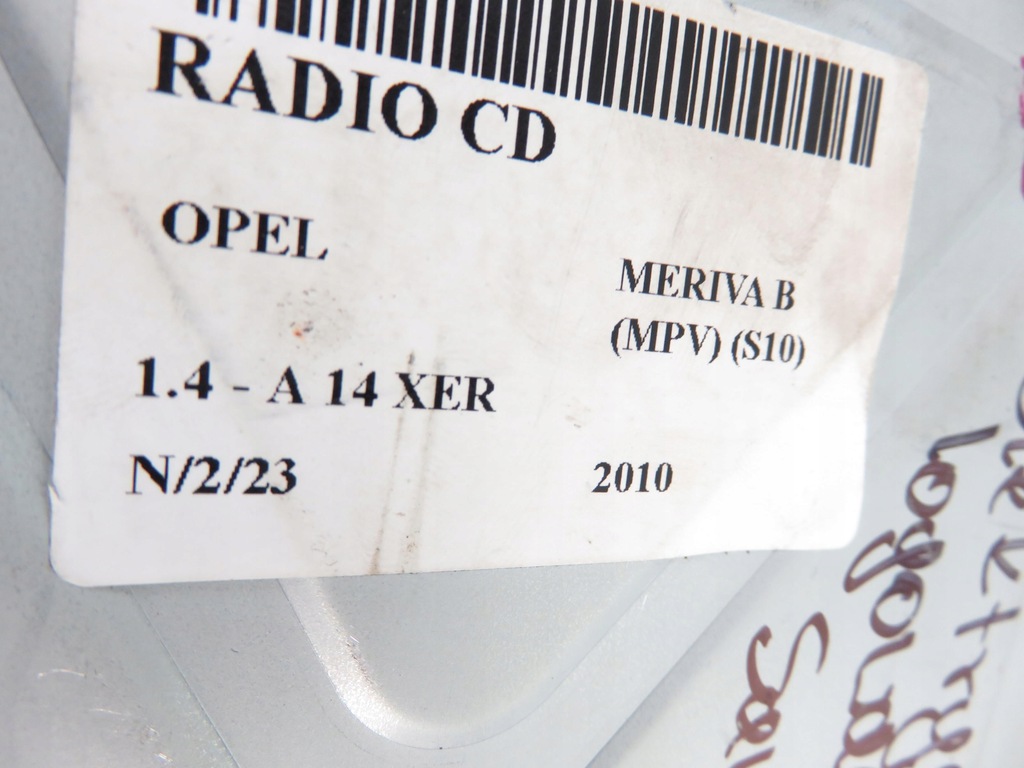 RADIO CD
OPEL
MERIVA B
(MPV) (S10)
1.4 - A 14 XER
N/2/23
2010